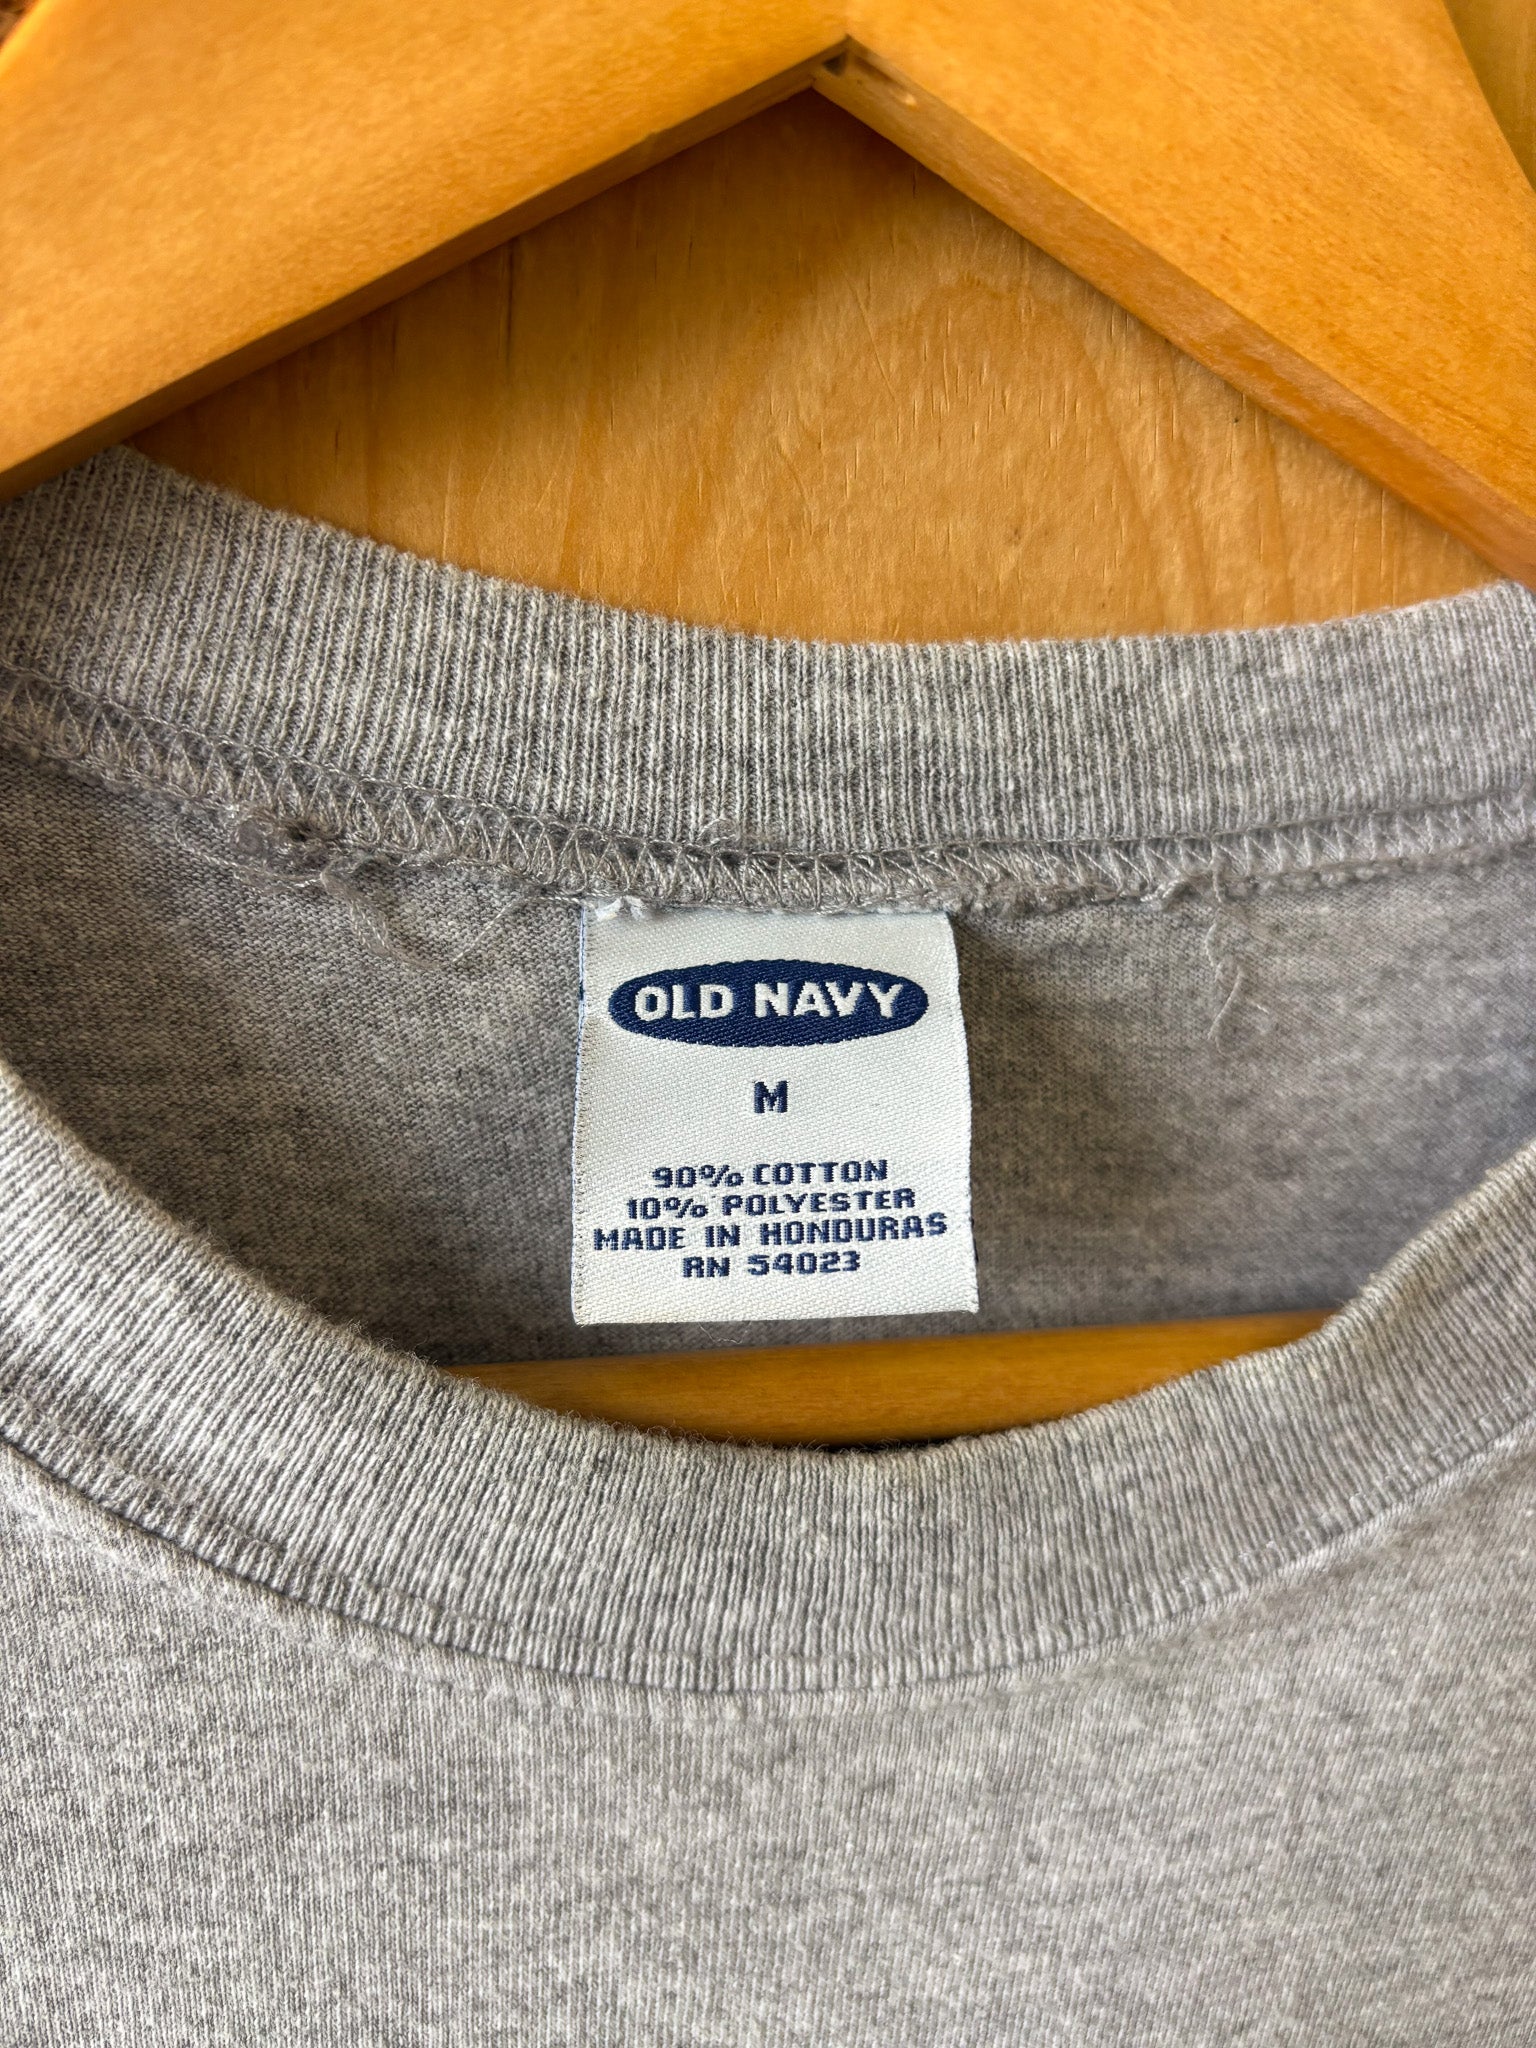 OLD NAVY
M
90% COTTON
10% POLYESTER
MADE IN HONDURAS
RN 54023